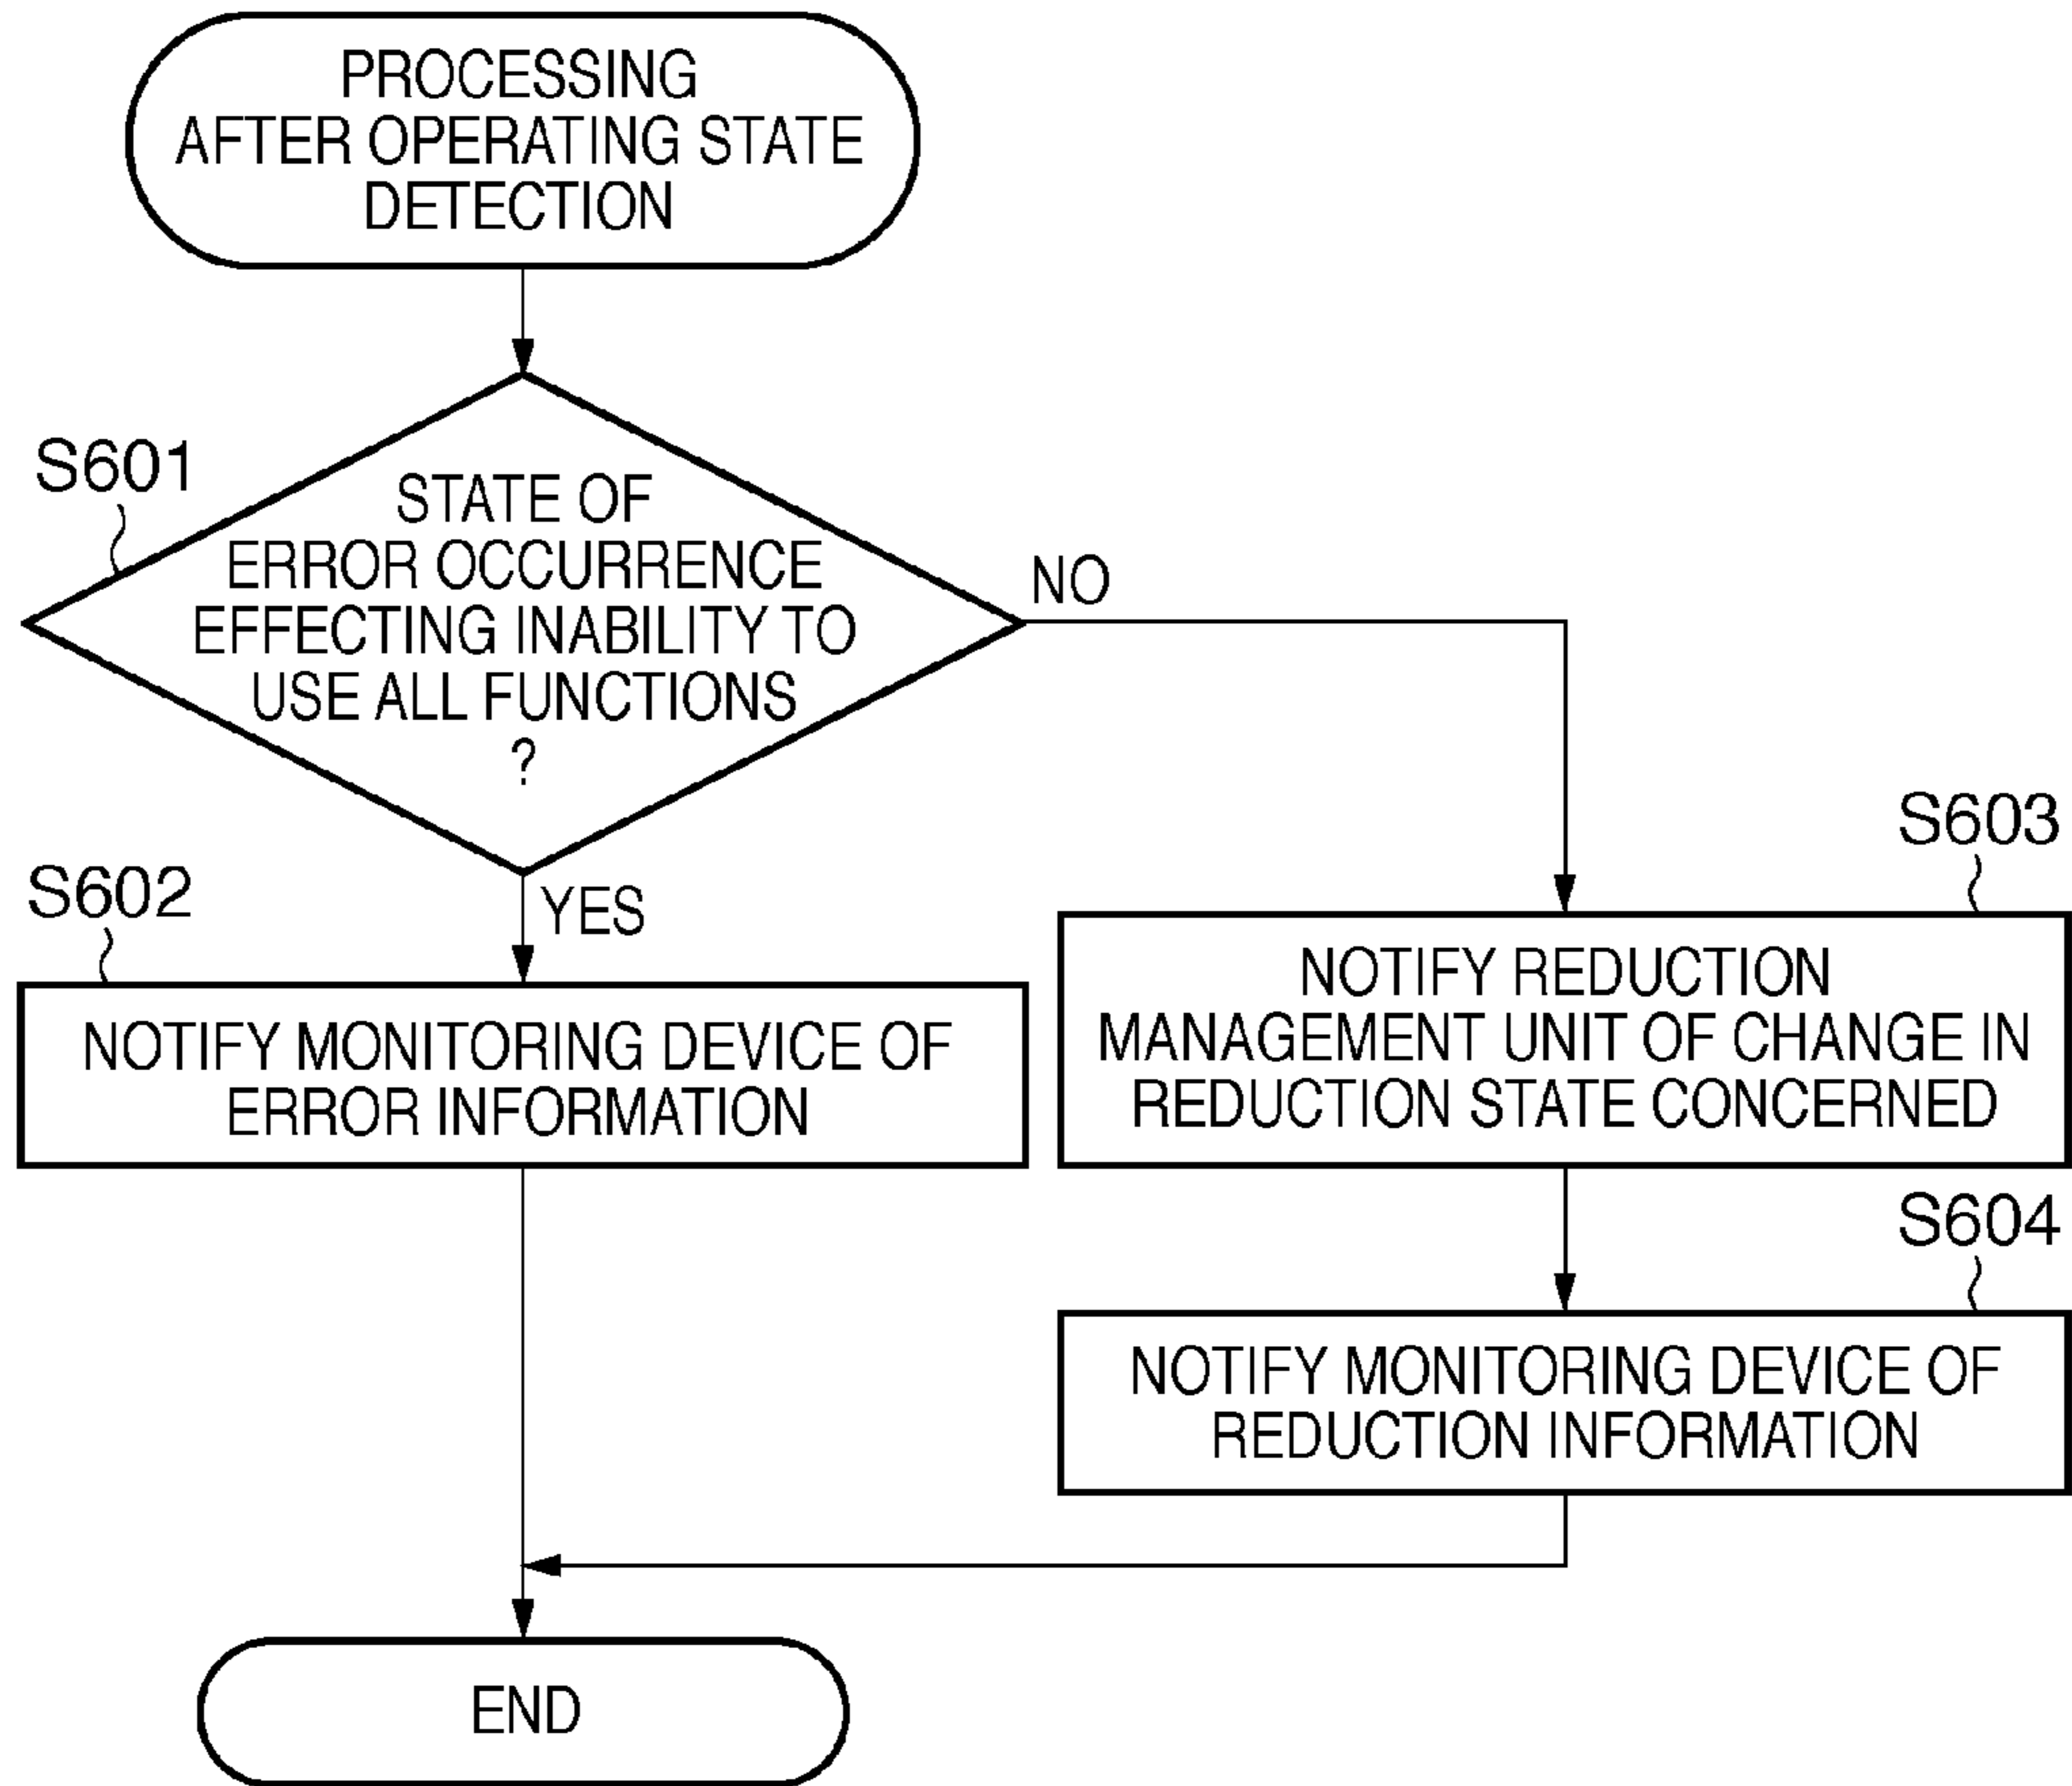 PROCESSING
AFTER OPERATING STATE
DETECTION
S601
STATE OF
ERROR OCCURRENCE
EFFECTING INABILITY TO
USE ALL FUNCTIONS
?
NO
YES
S602
NOTIFY MONITORING DEVICE OF
ERROR INFORMATION
S603
NOTIFY REDUCTION
MANAGEMENT UNIT OF CHANGE IN
REDUCTION STATE CONCERNED
S604
NOTIFY MONITORING DEVICE OF
REDUCTION INFORMATION
END